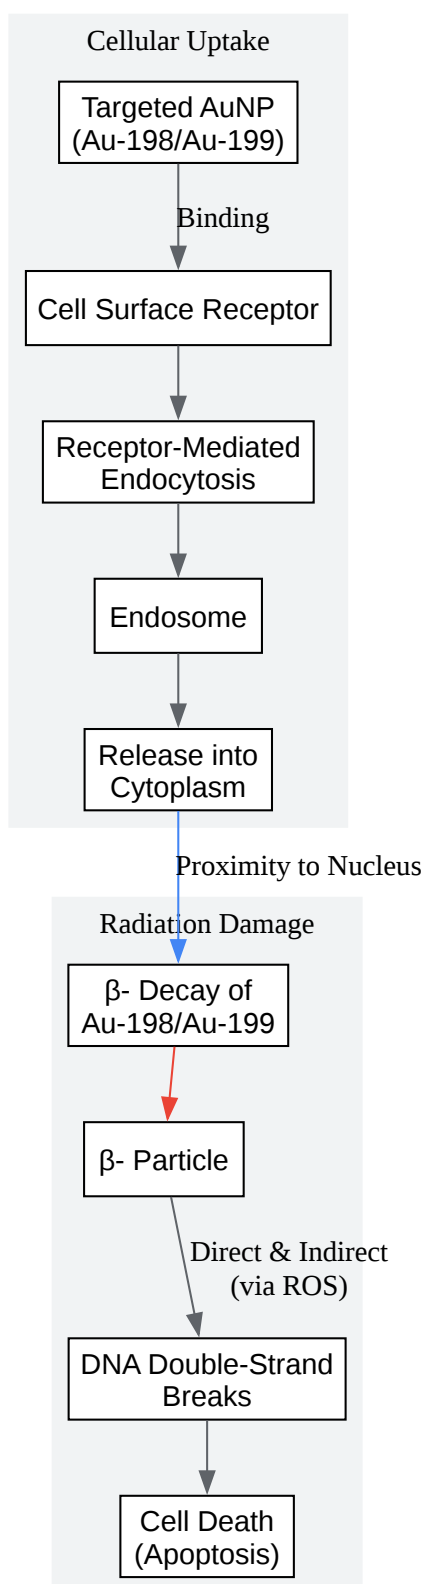 Cellular Uptake
Targeted AuNP
(Au-198/Au-199)
Binding
Cell Surface Receptor
Receptor-Mediated
Endocytosis
Endosome
Release into
Cytoplasm
Proximity to Nucleus
Radiation Damage
β- Decay of
Au-198/Au-199
β- Particle
Direct & Indirect
(via ROS)
DNA Double-Strand
Breaks
Cell Death
(Apoptosis)